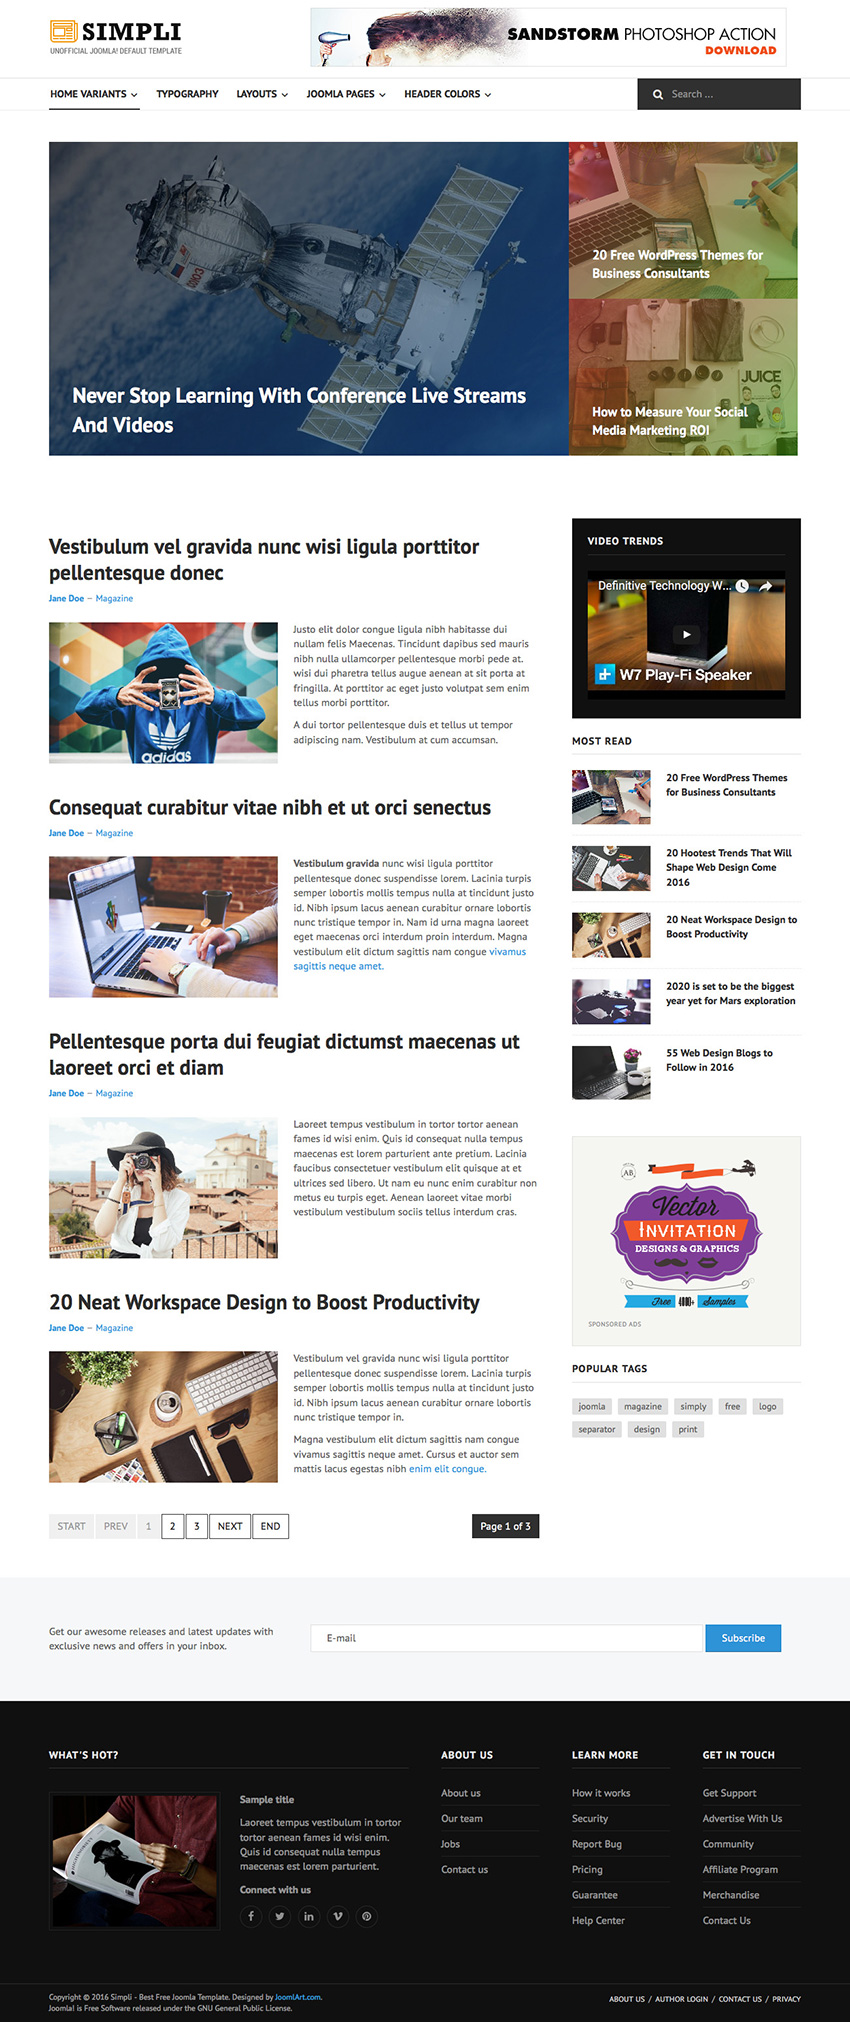 SIMPLI
UNOFFICIAL JOOMLA! DEFAULT TEMPLATE
SANDSTORM PHOTOSHOP ACTION
DOWNLOAD
HOME VARIANTS TYPOGRAPHY LAYOUTS JOOMLA PAGES HEADER COLORS
Search ...
Never Stop Learning With Conference Live Streams
And Videos
20 Free WordPress Themes for
Business Consultants
JUICE
How to Measure Your Social
Media Marketing ROI
Vestibulum vel gravida nunc wisi ligula porttitor
pellentesque donec
Jane Doe – Magazine
adidas
Justo elit dolor congue ligula nibh habitasse dui
nullam felis Maecenas. Tincidunt dapibus sed mauris
nibh nulla ullamcorper pellentesque morbi pede at.
wisi dui pharetra tellus augue aenean at sit porta at
fringilla. At porttitor ac eget justo volutpat sem enim
tellus morbi porttitor.
A dui tortor pellentesque duis et tellus ut tempor
adipiscing nam. Vestibulum at cum accumsan.
Consequat curabitur vitae nibh et ut orci senectus
Jane Doe – Magazine
Vestibulum gravida nunc wisi ligula porttitor
pellentesque donec suspendisse lorem. Lacinia turpis
semper lobortis mollis tempus nulla at tincidunt justo
id. Nibh ipsum lacus aenean curabitur ornare lobortis
nunc tristique tempor in. Nam id urna magna laoreet
eget maecenas orci interdum proin interdum. Magna
vestibulum elit dictum sagittis nam congue vivamus
sagittis neque amet.
Pellentesque porta dui feugiat dictumst maecenas ut
laoreet orci et diam
Jane Doe – Magazine
Laoreet tempus vestibulum in tortor tortor aenean
fames id wisi enim. Quis id consequat nulla tempus
maecenas est lorem parturient ante pretium. Lacinia
faucibus consectetuer vestibulum elit quisque at et
ultrices sed libero. Ut nam eu nunc enim curabitur non
metus eu turpis eget. Aenean laoreet vitae morbi
vestibulum vestibulum sociis tellus interdum cras.
20 Neat Workspace Design to Boost Productivity
Jane Doe – Magazine
Vestibulum vel gravida nunc wisi ligula porttitor
pellentesque donec suspendisse lorem. Lacinia turpis
semper lobortis mollis tempus nulla at tincidunt justo
id. Nibh ipsum lacus aenean curabitur ornare lobortis
nunc tristique tempor in.
Magna vestibulum elit dictum sagittis nam congue
vivamus sagittis neque amet. Cursus et auctor sem
mattis lacus egestas nibh enim elit congue.
START PREV 1 2 3 NEXT END
Page 1 of 3
VIDEO TRENDS
Definitive Technology W...
W7 Play-Fi Speaker
MOST READ
20 Free WordPress Themes
for Business Consultants
20 Hootest Trends That Will
Shape Web Design Come
2016
20 Neat Workspace Design to
Boost Productivity
2020 is set to be the biggest
year yet for Mars exploration
55 Web Design Blogs to
Follow in 2016
AB
Vector
INVITATION
DESIGNS & GRAPHICS
Free 4000+ Samples
SPONSORED ADS
POPULAR TAGS
joomla magazine simply free logo
separator design print
Get our awesome releases and latest updates with
exclusive news and offers in your inbox.
E-mail
Subscribe
WHAT'S HOT?
Sample title
Laoreet tempus vestibulum in tortor
tortor aenean fames id wisi enim.
Quis id consequat nulla tempus
maecenas est lorem parturient.
Connect with us
ABOUT US
About us
Our team
Jobs
Contact us
LEARN MORE
How it works
Security
Report Bug
Pricing
Guarantee
Help Center
GET IN TOUCH
Get Support
Advertise With Us
Community
Affiliate Program
Merchandise
Contact Us
Copyright © 2016 Simpli - Best Free Joomla Template. Designed by JoomlArt.com.
Joomla! is Free Software released under the GNU General Public License.
ABOUT US / AUTHOR LOGIN / CONTACT US / PRIVACY